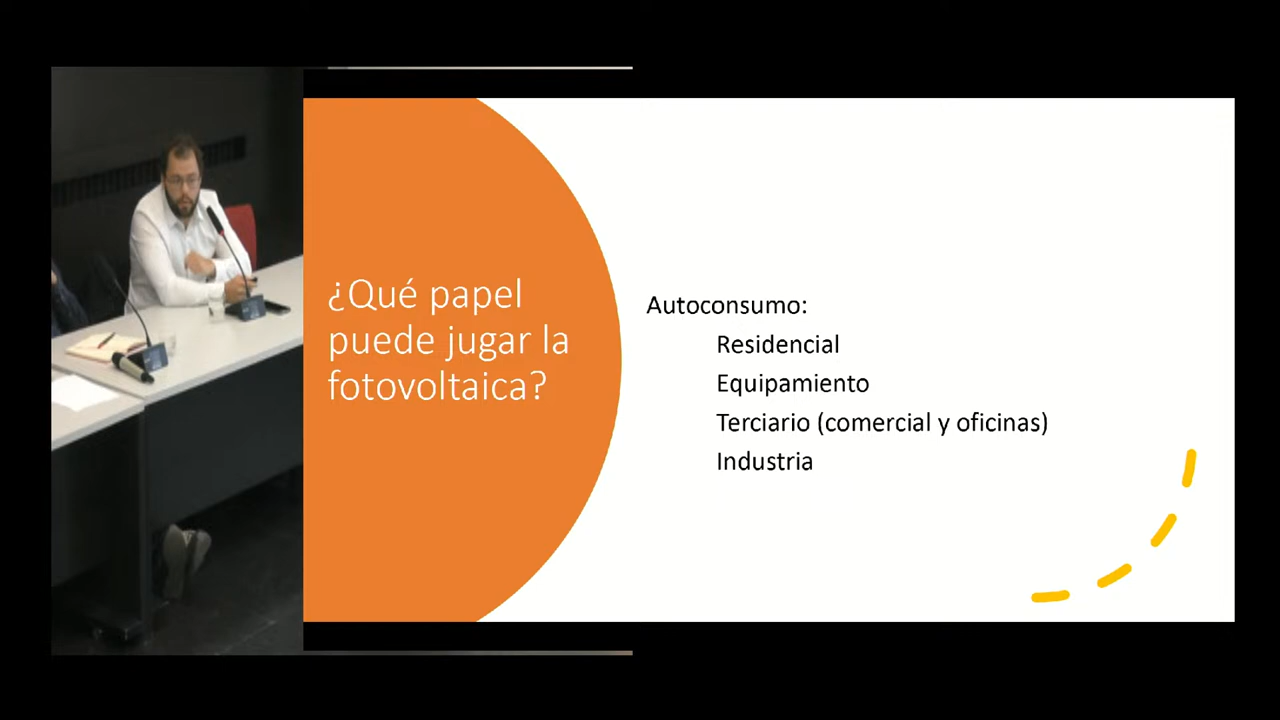 ¿Qué papel
puede jugar la
fotovoltaica?
Autoconsumo:
Residencial
Equipamiento
Terciario (comercial y oficinas)
Industria